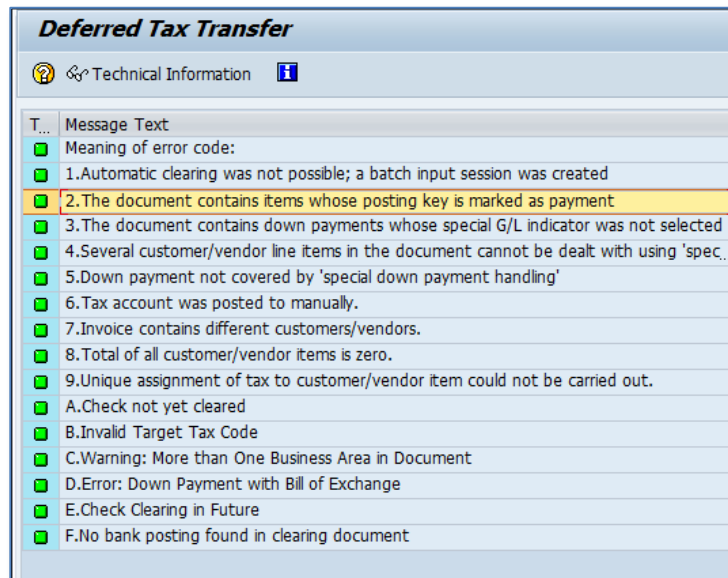 Deferred Tax Transfer
Technical Information
T... Message Text
Meaning of error code:
1.Automatic clearing was not possible; a batch input session was created
2.The document contains items whose posting key is marked as payment
3.The document contains down payments whose special G/L indicator was not selected
4.Several customer/vendor line items in the document cannot be dealt with using 'spec...
5.Down payment not covered by 'special down payment handling'
6.Tax account was posted to manually.
7.Invoice contains different customers/vendors.
8.Total of all customer/vendor items is zero.
9.Unique assignment of tax to customer/vendor item could not be carried out.
A.Check not yet cleared
B.Invalid Target Tax Code
C.Warning: More than One Business Area in Document
D.Error: Down Payment with Bill of Exchange
E.Check Clearing in Future
F.No bank posting found in clearing document